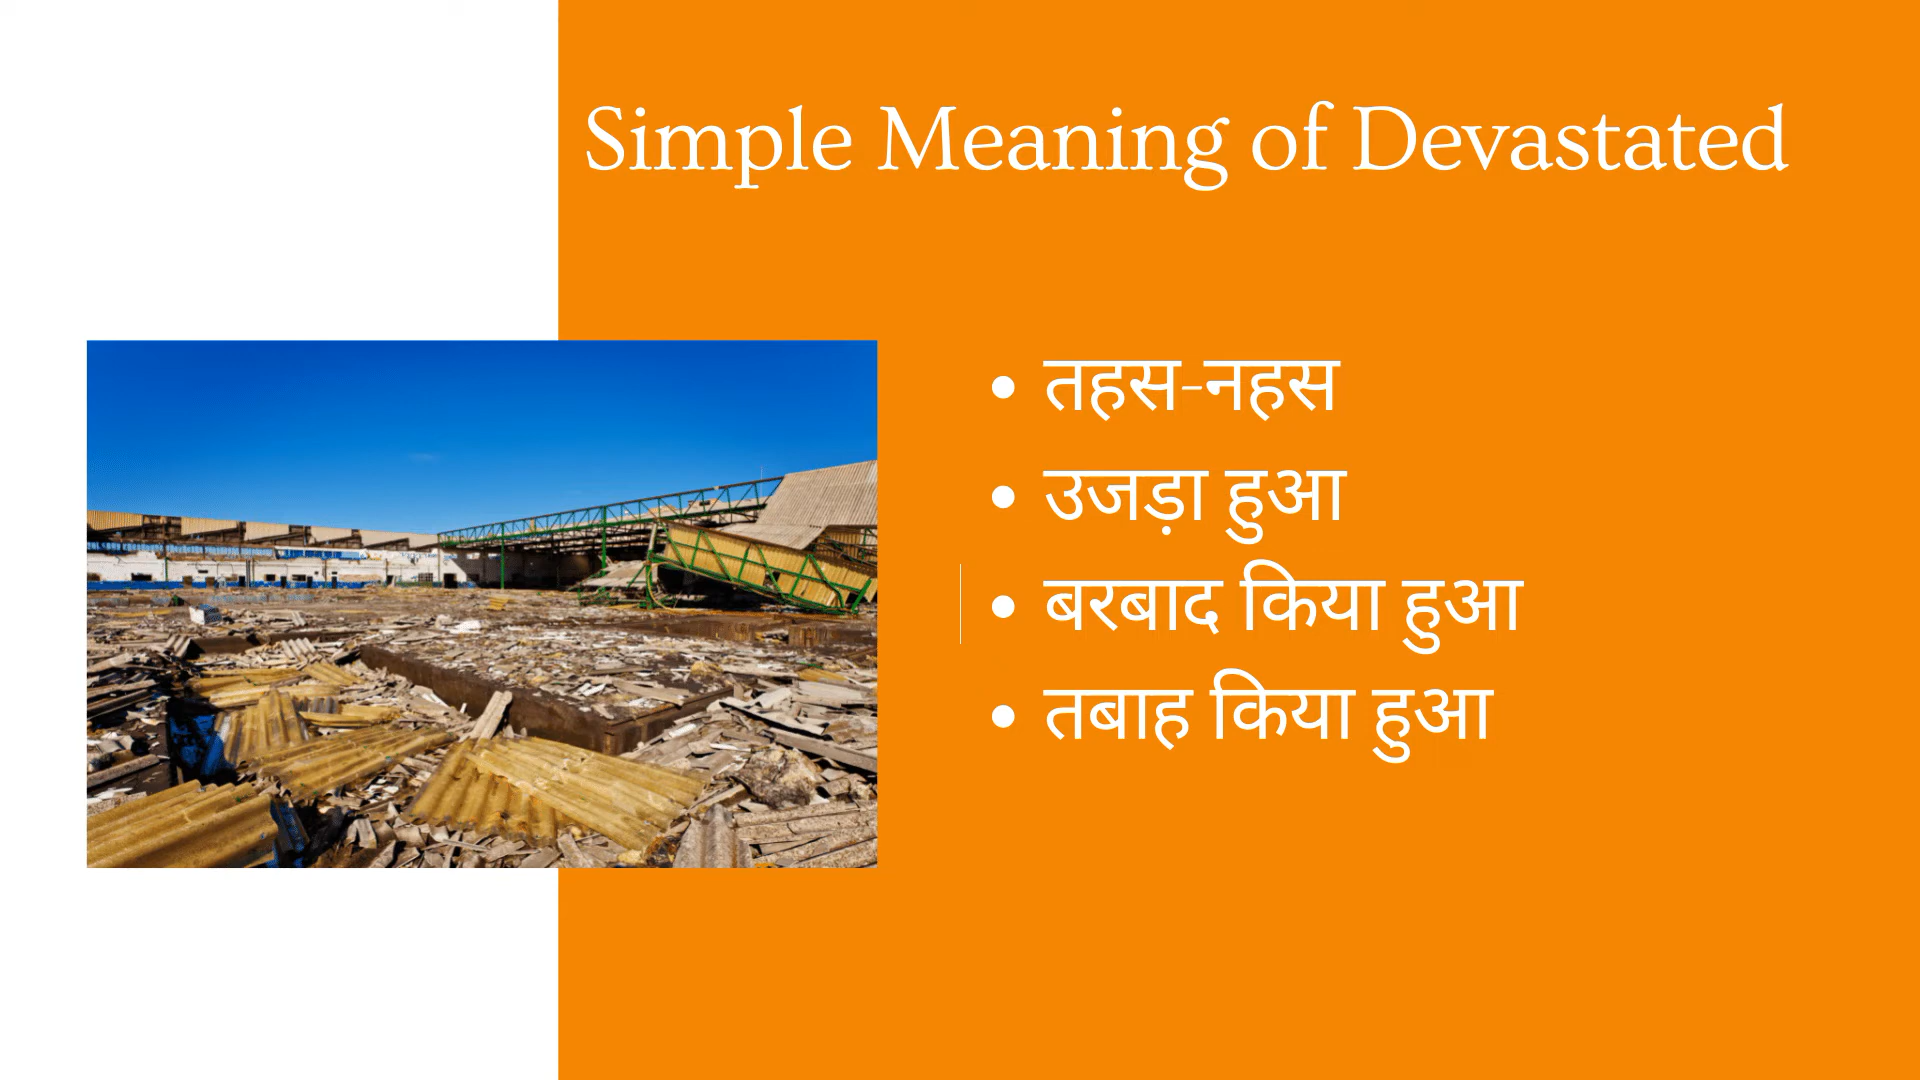 Simple Meaning of Devastated
• तहस-नहस
• उजड़ा हुआ
• बरबाद किया हुआ
• तबाह किया हुआ